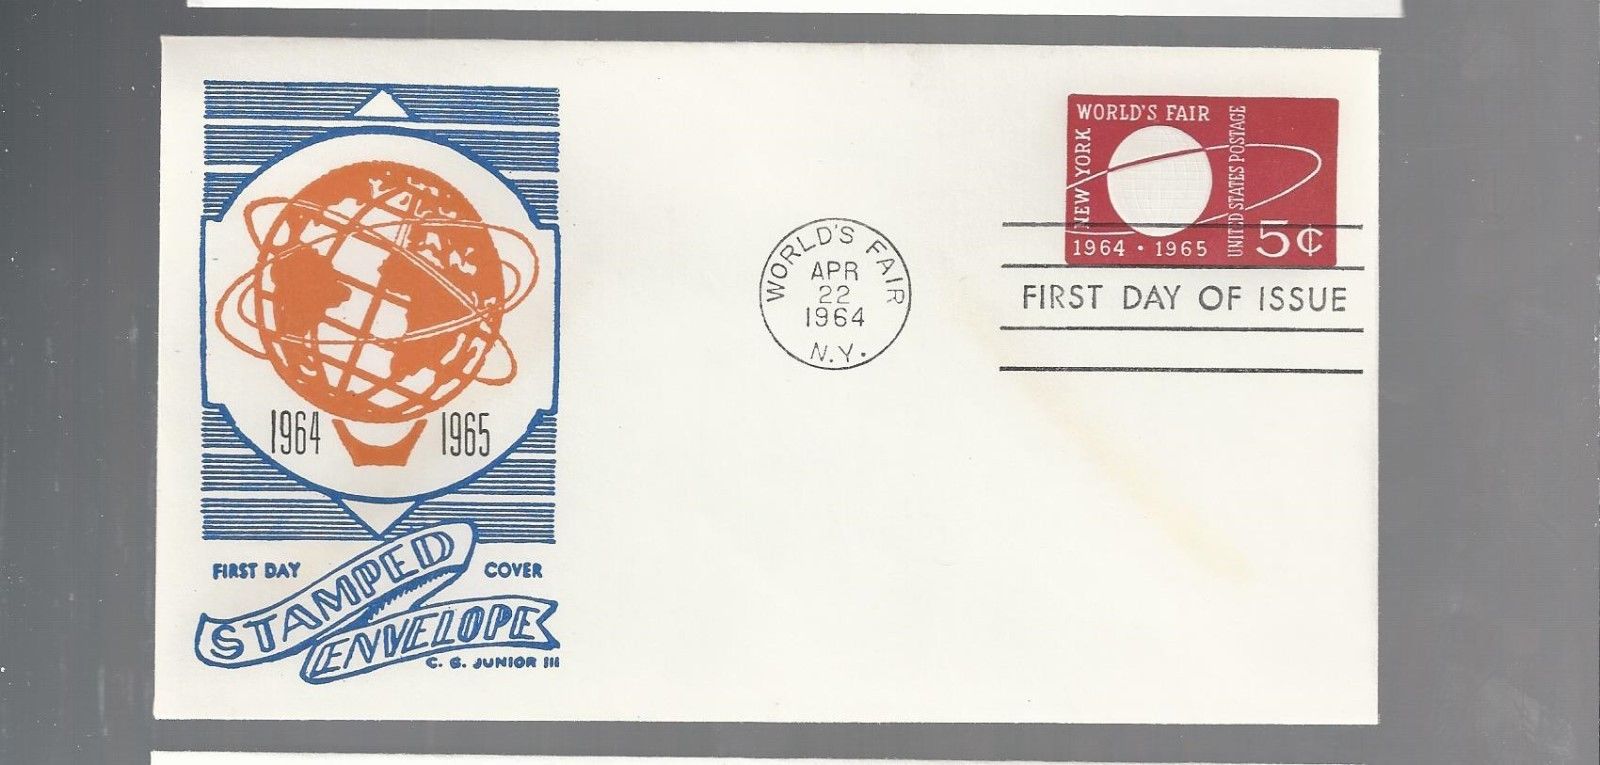 1964 1965
FIRST DAY COVER
STAMPED
ENVELOPE
C. G. JUNIOR III
WORLD'S FAIR
APR
22
1964
N.Y.
WORLD'S FAIR
NEW YORK
UNITED STATES POSTAGE
1964 · 1965
5¢
FIRST DAY OF ISSUE